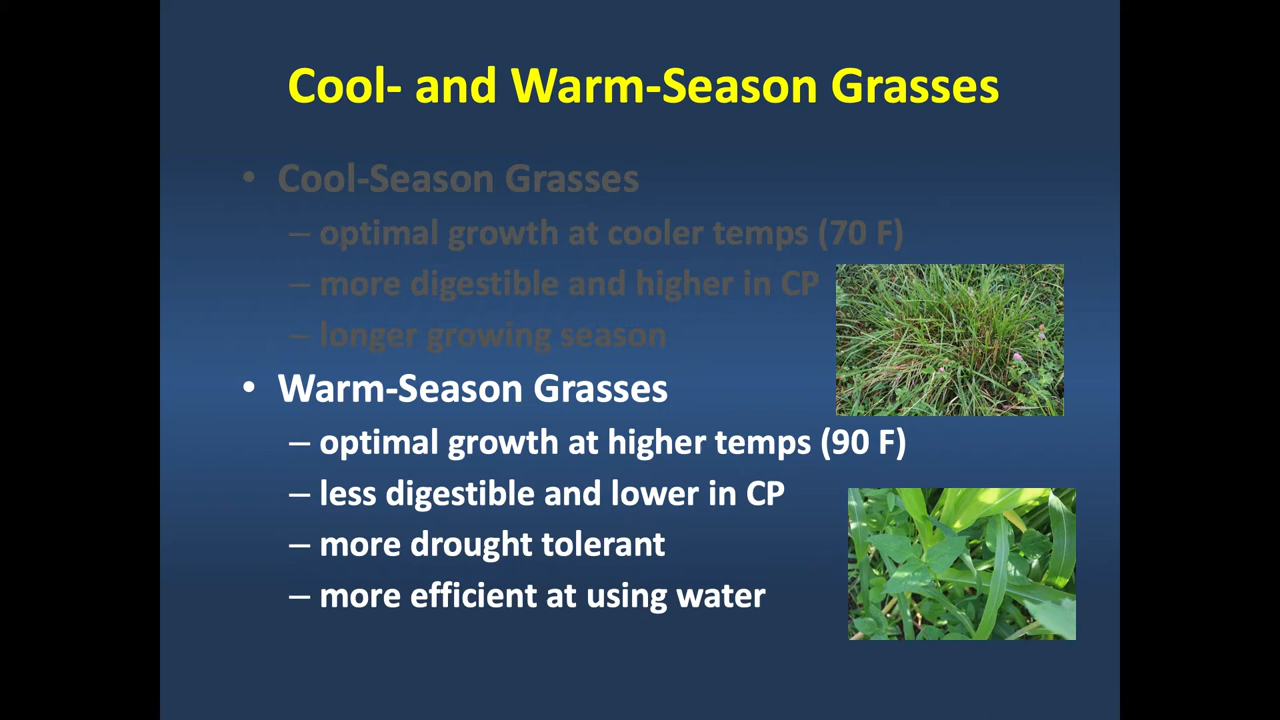 Cool- and Warm-Season Grasses
• Cool-Season Grasses
– optimal growth at cooler temps (70 F)
– more digestible and higher in CP
– longer growing season
• Warm-Season Grasses
– optimal growth at higher temps (90 F)
– less digestible and lower in CP
– more drought tolerant
– more efficient at using water